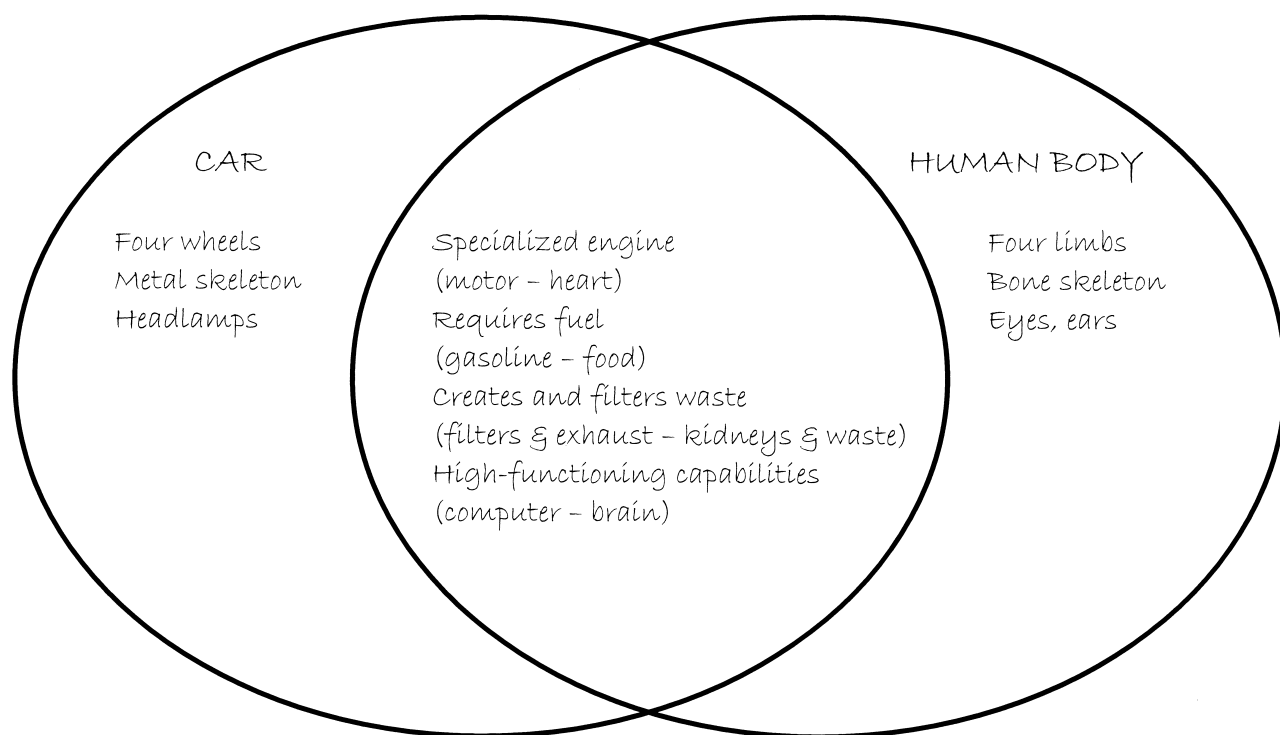 CAR
Four wheels
Metal skeleton
Headlamps
Specialized engine
(motor – heart)
Requires fuel
(gasoline – food)
Creates and filters waste
(filters & exhaust – kidneys & waste)
High-functioning capabilities
(computer – brain)
HUMAN BODY
Four limbs
Bone skeleton
Eyes, ears